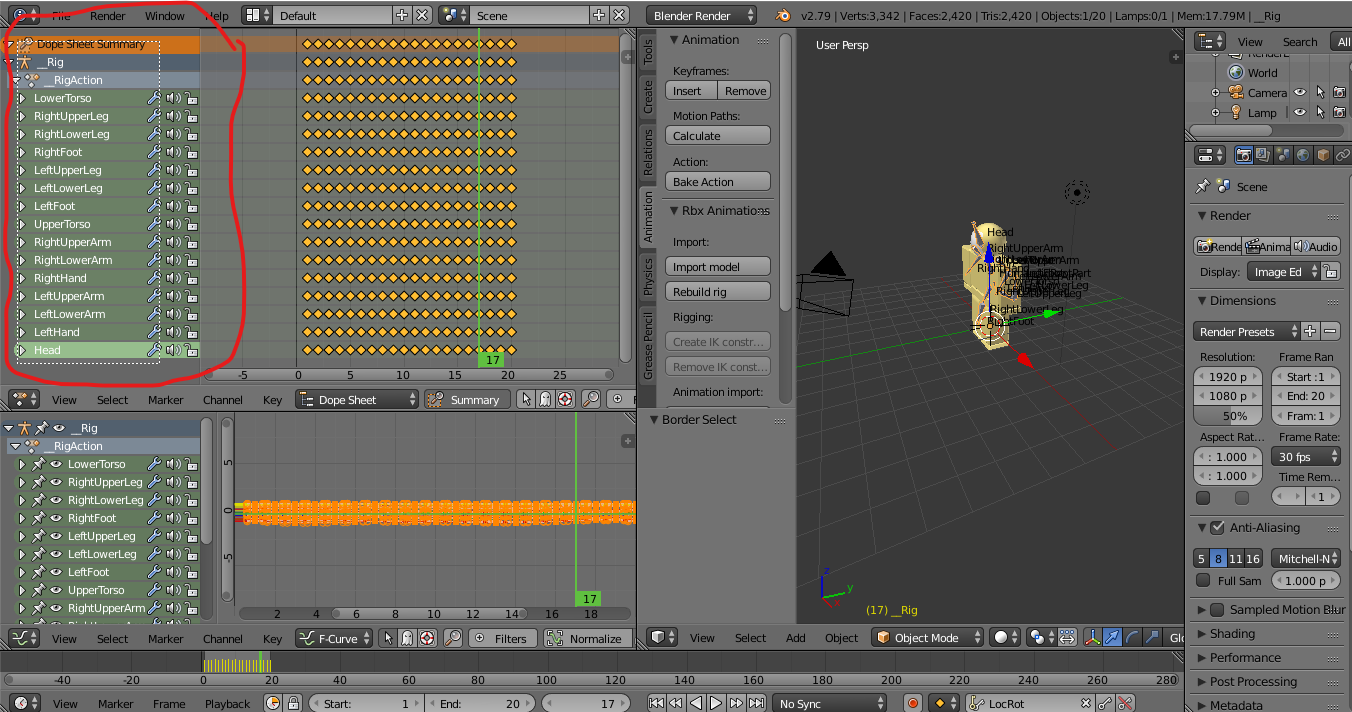 File Render Window Help Default Scene Blender Render v2.79 | Verts:3,342 | Faces:2,420 | Tris:2,420 | Objects:1/20 | Lamps:0/1 | Mem:17.79M | __Rig
Dope Sheet Summary
__Rig
__RigAction
LowerTorso
RightUpperLeg
RightLowerLeg
RightFoot
LeftUpperLeg
LeftLowerLeg
LeftFoot
UpperTorso
RightUpperArm
RightLowerArm
RightHand
LeftUpperArm
LeftLowerArm
LeftHand
Head
17
-5 0 5 10 15 20 25
View Select Marker Channel Key Dope Sheet Summary F
__Rig
__RigAction
LowerTorso
RightUpperLeg
RightLowerLeg
RightFoot
LeftUpperLeg
LeftLowerLeg
LeftFoot
UpperTorso
RightUpperArm
5
0
-5
17
2 4 6 8 10 12 14 16 18
View Select Marker Channel Key F-Curve Filters Normalize
Tools
Create
Relations
Animation
Physics
Grease Pencil
Animation
Keyframes:
Insert Remove
Motion Paths:
Calculate
Action:
Bake Action
Rbx Animations
Import:
Import model
Rebuild rig
Rigging:
Create IK constr...
Remove IK const...
Animation import:
Border Select
User Persp
Head
RightUpperArm
RightLowerLeg
RightFoot
z
y
x
(17) __Rig
View Select Add Object Object Mode Glo
View Search All
World
Camera
Lamp
Scene
Render
Rende Anima Audio
Display: Image Ed
Dimensions
Render Presets
Resolution: Frame Ran
1920 p Start :1
1080 p End: 20
50% Fram: 1
Aspect Rat... Frame Rate:
: 1.000 30 fps
: 1.000 Time Rem...
1
Anti-Aliasing
5 8 11 16 Mitchell-N
Full Sam 1.000 p
Sampled Motion Blur
Shading
Performance
Post Processing
Metadata
-40 -20 0 20 40 60 80 100 120 140 160 180 200 220 240 260 280
View Marker Frame Playback Start: 1 End: 20 17 No Sync LocRot